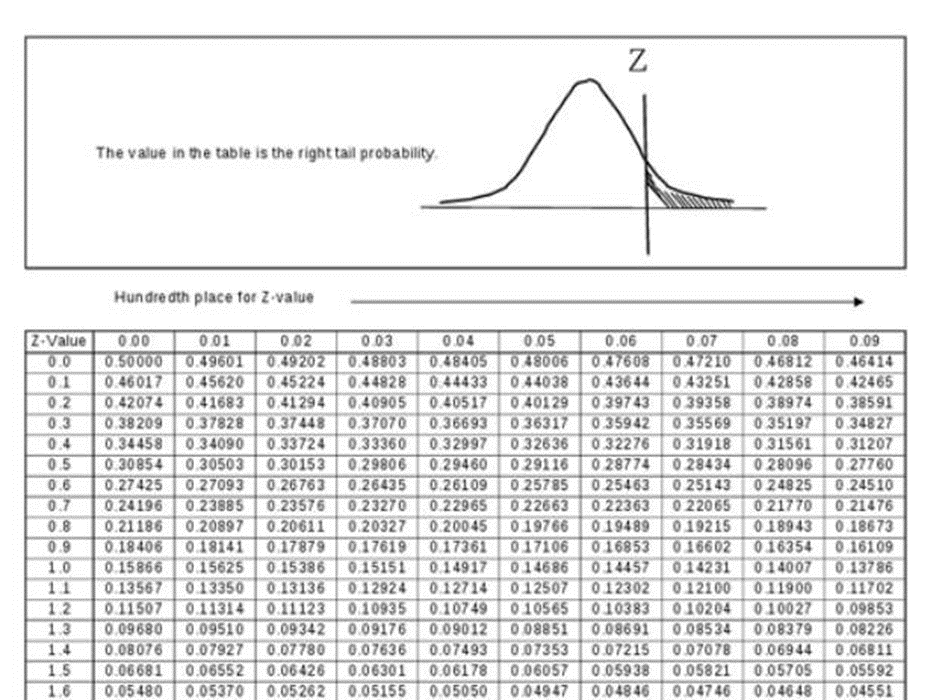 Z
The value in the table is the right tail probability.
Hundredth place for Z-value
Z-Value 0.00 0.01 0.02 0.03 0.04 0.05 0.06 0.07 0.08 0.09
0.0 0.50000 0.49601 0.49202 0.48803 0.48405 0.48006 0.47608 0.47210 0.46812 0.46414
0.1 0.46017 0.45620 0.45224 0.44828 0.44433 0.44038 0.43644 0.43251 0.42858 0.42465
0.2 0.42074 0.41683 0.41294 0.40905 0.40517 0.40129 0.39743 0.39358 0.38974 0.38591
0.3 0.38209 0.37828 0.37448 0.37070 0.36693 0.36317 0.35942 0.35569 0.35197 0.34827
0.4 0.34458 0.34090 0.33724 0.33360 0.32997 0.32636 0.32276 0.31918 0.31561 0.31207
0.5 0.30854 0.30503 0.30153 0.29806 0.29460 0.29116 0.28774 0.28434 0.28096 0.27760
0.6 0.27425 0.27093 0.26763 0.26435 0.26109 0.25785 0.25463 0.25143 0.24825 0.24510
0.7 0.24196 0.23885 0.23576 0.23270 0.22965 0.22663 0.22363 0.22065 0.21770 0.21476
0.8 0.21186 0.20897 0.20611 0.20327 0.20045 0.19766 0.19489 0.19215 0.18943 0.18673
0.9 0.18406 0.18141 0.17879 0.17619 0.17361 0.17106 0.16853 0.16602 0.16354 0.16109
1.0 0.15866 0.15625 0.15386 0.15151 0.14917 0.14686 0.14457 0.14231 0.14007 0.13786
1.1 0.13567 0.13350 0.13136 0.12924 0.12714 0.12507 0.12302 0.12100 0.11900 0.11702
1.2 0.11507 0.11314 0.11123 0.10935 0.10749 0.10565 0.10383 0.10204 0.10027 0.09853
1.3 0.09680 0.09510 0.09342 0.09176 0.09012 0.08851 0.08691 0.08534 0.08379 0.08226
1.4 0.08076 0.07927 0.07780 0.07636 0.07493 0.07353 0.07215 0.07078 0.06944 0.06811
1.5 0.06681 0.06552 0.06426 0.06301 0.06178 0.06057 0.05938 0.05821 0.05705 0.05592
1.6 0.05480 0.05370 0.05262 0.05155 0.05050 0.04947 0.04846 0.04746 0.04648 0.04551